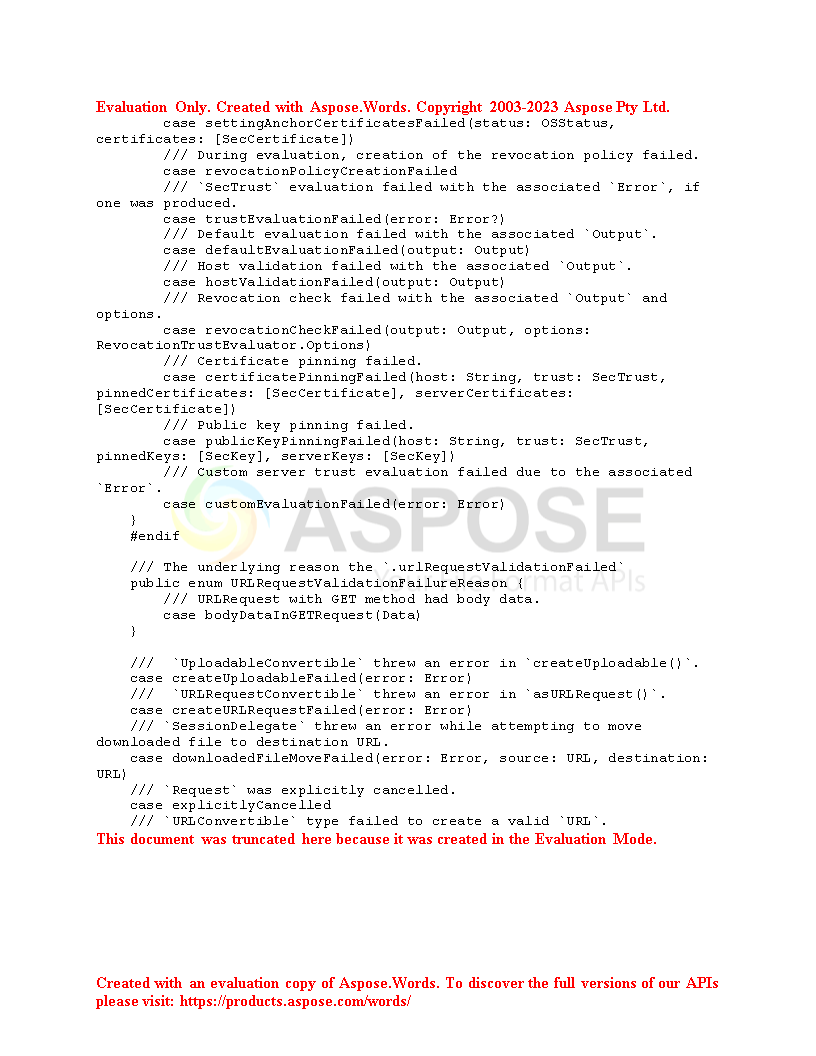 Evaluation Only. Created with Aspose.Words. Copyright 2003-2023 Aspose Pty Ltd.
        case settingAnchorCertificatesFailed(status: OSStatus,
certificates: [SecCertificate])
        /// During evaluation, creation of the revocation policy failed.
        case revocationPolicyCreationFailed
        /// `SecTrust` evaluation failed with the associated `Error`, if
one was produced.
        case trustEvaluationFailed(error: Error?)
        /// Default evaluation failed with the associated `Output`.
        case defaultEvaluationFailed(output: Output)
        /// Host validation failed with the associated `Output`.
        case hostValidationFailed(output: Output)
        /// Revocation check failed with the associated `Output` and
options.
        case revocationCheckFailed(output: Output, options:
RevocationTrustEvaluator.Options)
        /// Certificate pinning failed.
        case certificatePinningFailed(host: String, trust: SecTrust,
pinnedCertificates: [SecCertificate], serverCertificates:
[SecCertificate])
        /// Public key pinning failed.
        case publicKeyPinningFailed(host: String, trust: SecTrust,
pinnedKeys: [SecKey], serverKeys: [SecKey])
        /// Custom server trust evaluation failed due to the associated
`Error`.
        case customEvaluationFailed(error: Error)
    }
    #endif
ASPOSE
    /// The underlying reason the `.urlRequestValidationFailed`
    public enum URLRequestValidationFailureReason {
        /// URLRequest with GET method had body data.
        case bodyDataInGETRequest(Data)
    }
    ///  `UploadableConvertible` threw an error in `createUploadable()`.
    case createUploadableFailed(error: Error)
    ///  `URLRequestConvertible` threw an error in `asURLRequest()`.
    case createURLRequestFailed(error: Error)
    /// `SessionDelegate` threw an error while attempting to move
downloaded file to destination URL.
    case downloadedFileMoveFailed(error: Error, source: URL, destination:
URL)
    /// `Request` was explicitly cancelled.
    case explicitlyCancelled
    /// `URLConvertible` type failed to create a valid `URL`.
This document was truncated here because it was created in the Evaluation Mode.
Created with an evaluation copy of Aspose.Words. To discover the full versions of our APIs
please visit: https://products.aspose.com/words/